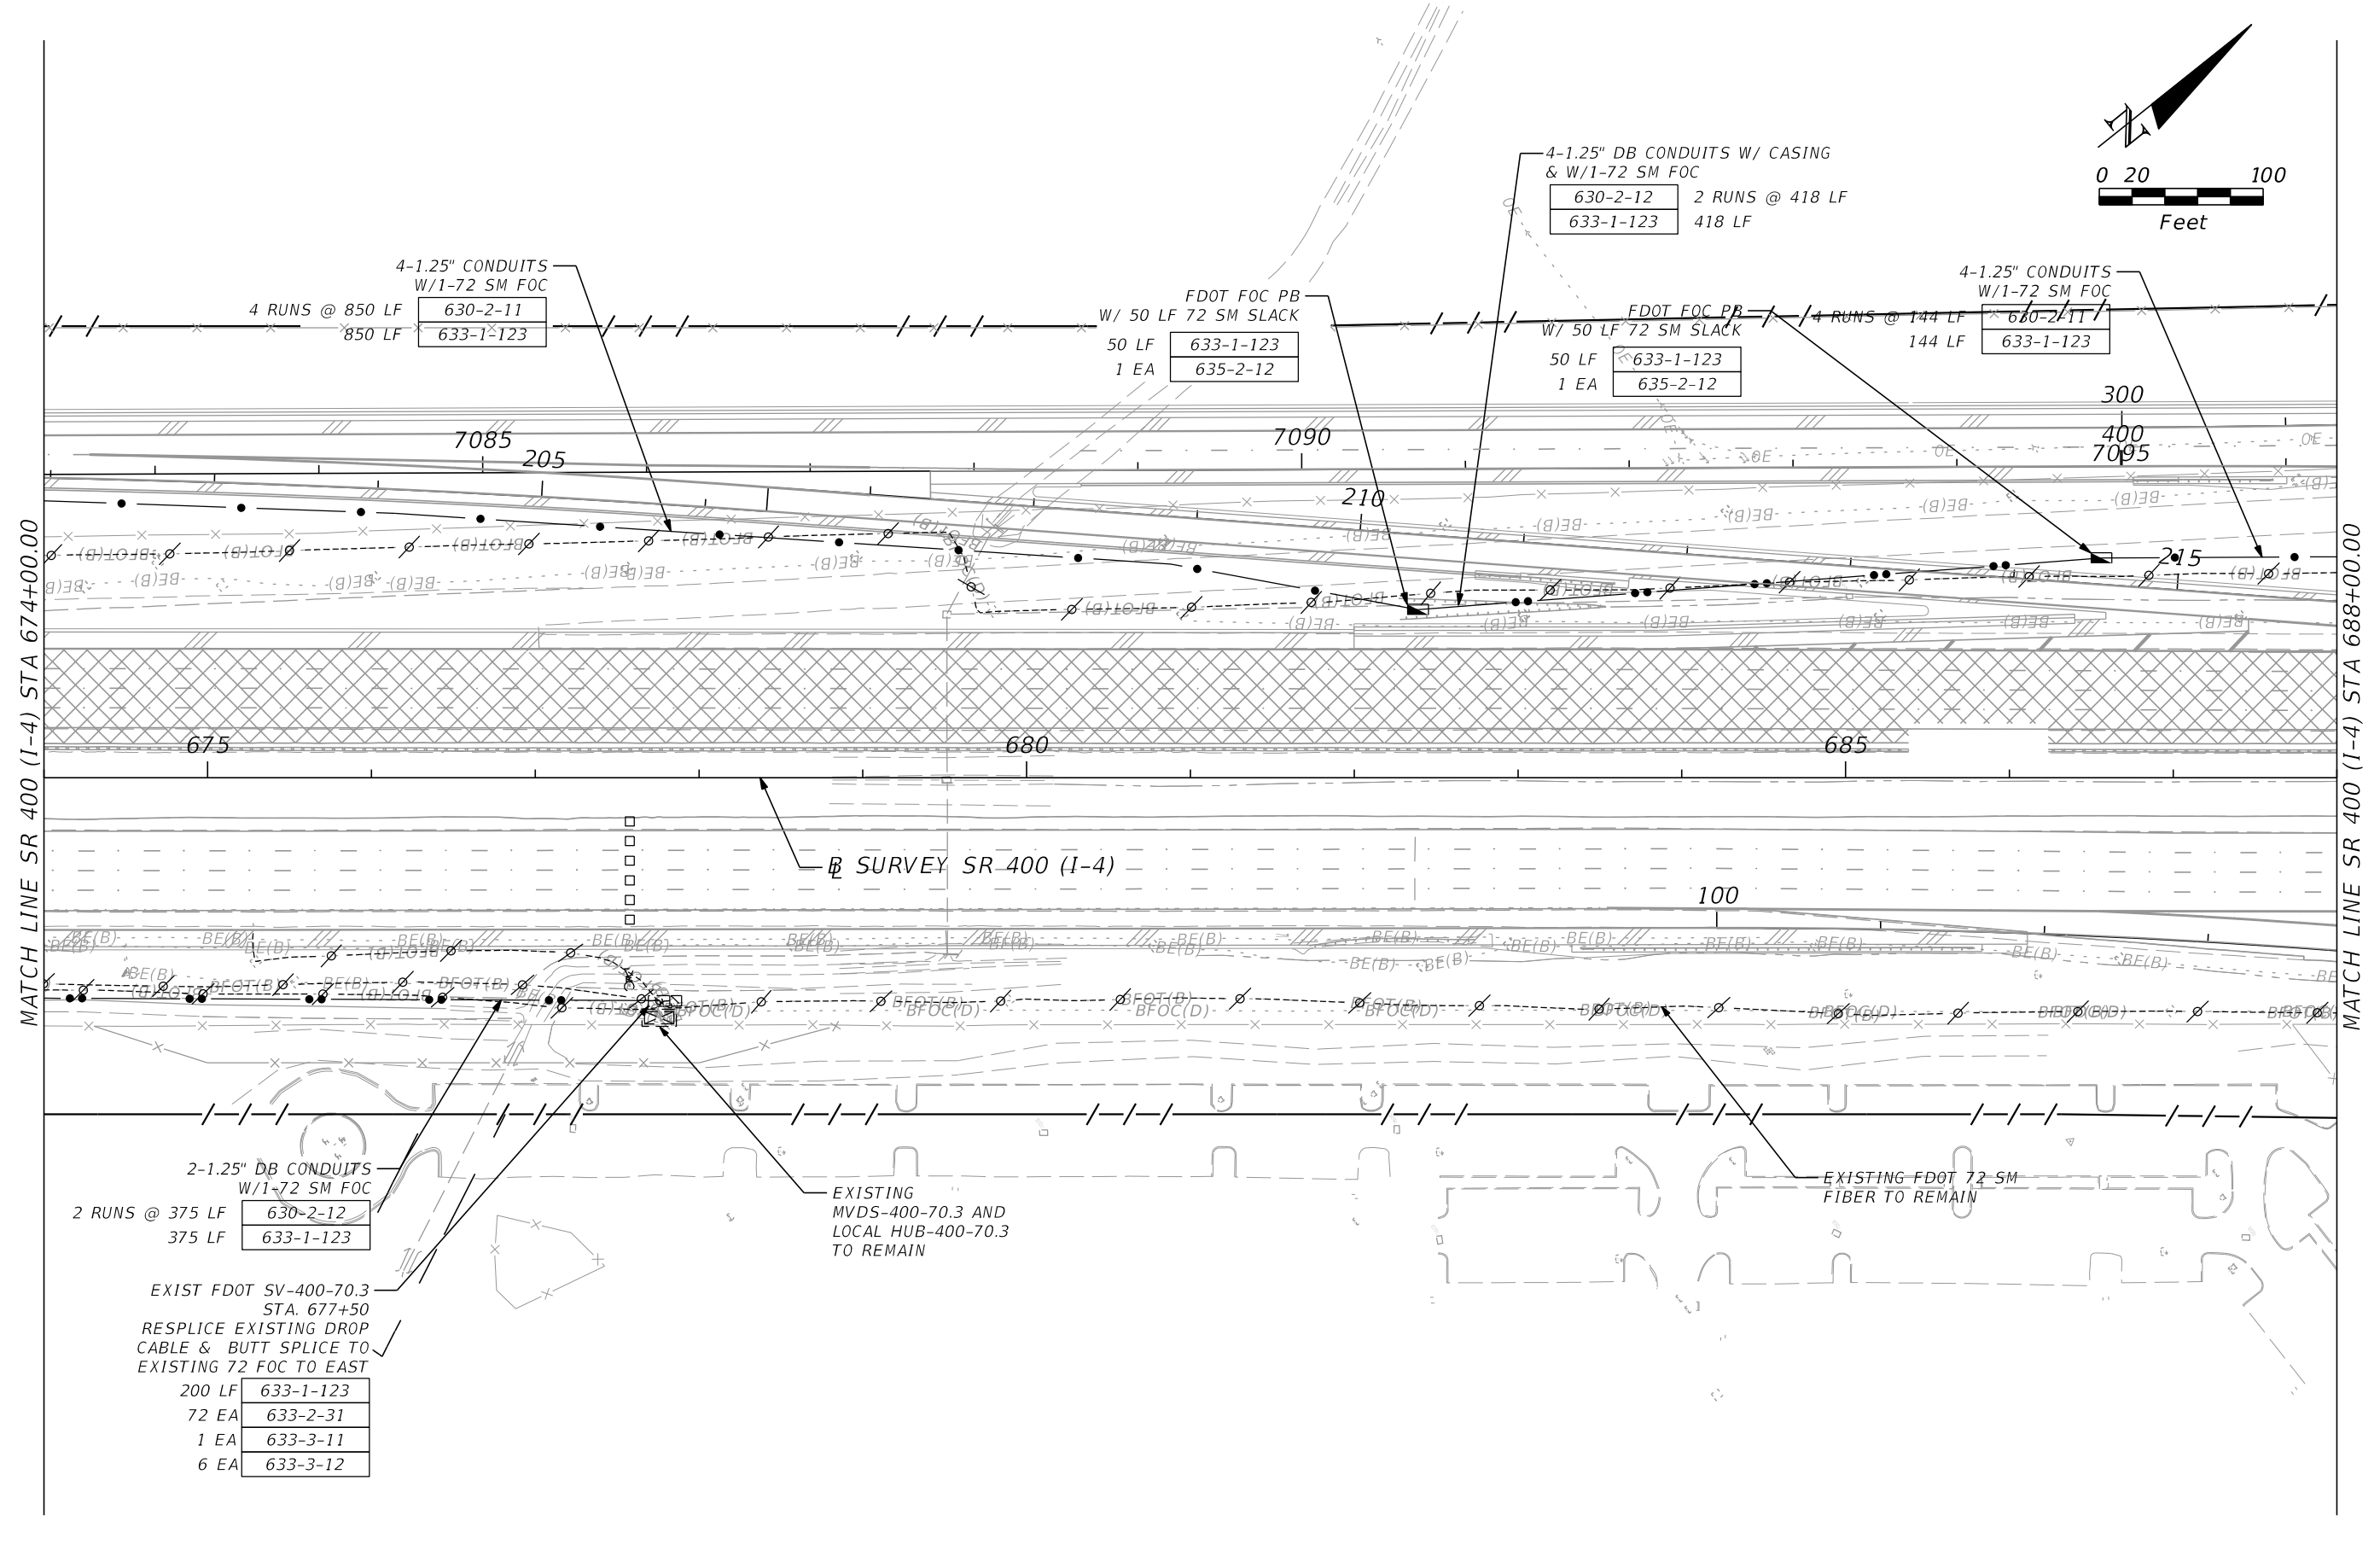 0 20 100
Feet
4-1.25" DB CONDUITS W/ CASING
& W/1-72 SM FOC
630-2-12 2 RUNS @ 418 LF
633-1-123 418 LF
4-1.25" CONDUITS
W/1-72 SM FOC
4 RUNS @ 850 LF 630-2-11
850 LF 633-1-123
FDOT FOC PB
W/ 50 LF 72 SM SLACK
50 LF 633-1-123
1 EA 635-2-12
FDOT FOC PB
W/ 50 LF 72 SM SLACK
50 LF 633-1-123
1 EA 635-2-12
4-1.25" CONDUITS
W/1-72 SM FOC
4 RUNS @ 144 LF 630-2-11
144 LF 633-1-123
300
400
7085
7090
7095
205
210
215
MATCH LINE SR 400 (I-4) STA 674+00.00
MATCH LINE SR 400 (I-4) STA 688+00.00
675
680
685
BL SURVEY SR 400 (I-4)
100
2-1.25" DB CONDUITS
W/1-72 SM FOC
2 RUNS @ 375 LF 630-2-12
375 LF 633-1-123
EXISTING
MVDS-400-70.3 AND
LOCAL HUB-400-70.3
TO REMAIN
EXISTING FDOT 72 SM
FIBER TO REMAIN
EXIST FDOT SV-400-70.3
STA. 677+50
RESPLICE EXISTING DROP
CABLE & BUTT SPLICE TO
EXISTING 72 FOC TO EAST
200 LF 633-1-123
72 EA 633-2-31
1 EA 633-3-11
6 EA 633-3-12